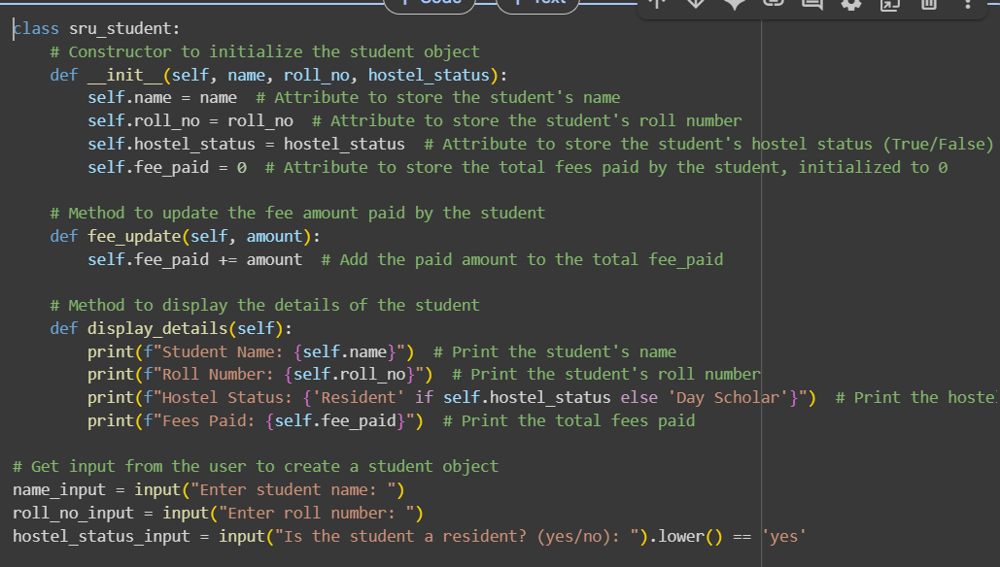 + Code + Text
class sru_student:
    # Constructor to initialize the student object
    def __init__(self, name, roll_no, hostel_status):
        self.name = name  # Attribute to store the student's name
        self.roll_no = roll_no  # Attribute to store the student's roll number
        self.hostel_status = hostel_status  # Attribute to store the student's hostel status (True/False)
        self.fee_paid = 0  # Attribute to store the total fees paid by the student, initialized to 0

    # Method to update the fee amount paid by the student
    def fee_update(self, amount):
        self.fee_paid += amount  # Add the paid amount to the total fee_paid

    # Method to display the details of the student
    def display_details(self):
        print(f"Student Name: {self.name}")  # Print the student's name
        print(f"Roll Number: {self.roll_no}")  # Print the student's roll number
        print(f"Hostel Status: {'Resident' if self.hostel_status else 'Day Scholar'}")  # Print the hoste
        print(f"Fees Paid: {self.fee_paid}")  # Print the total fees paid

# Get input from the user to create a student object
name_input = input("Enter student name: ")
roll_no_input = input("Enter roll number: ")
hostel_status_input = input("Is the student a resident? (yes/no): ").lower() == 'yes'